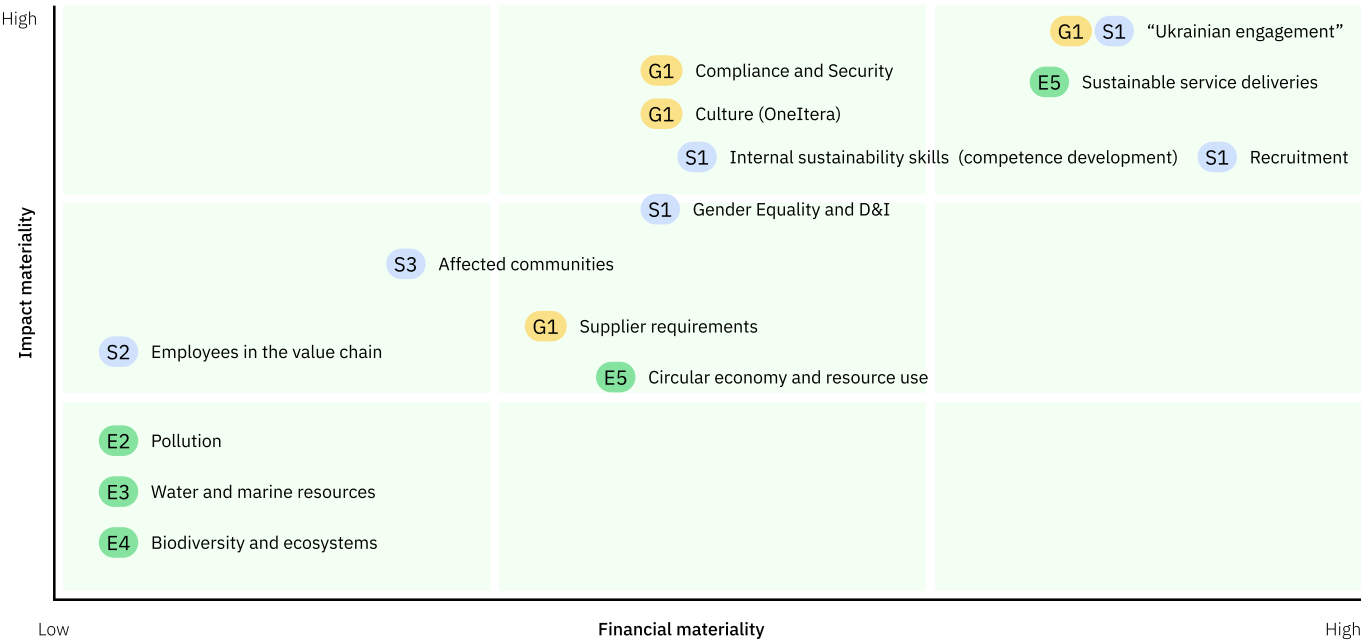 High
G1 S1 “Ukrainian engagement”
G1 Compliance and Security
E5 Sustainable service deliveries
G1 Culture (OneItera)
S1 Internal sustainability skills (competence development)
S1 Recruitment
S1 Gender Equality and D&I
S3 Affected communities
G1 Supplier requirements
S2 Employees in the value chain
E5 Circular economy and resource use
E2 Pollution
E3 Water and marine resources
E4 Biodiversity and ecosystems
Impact materiality
Low
Financial materiality
High